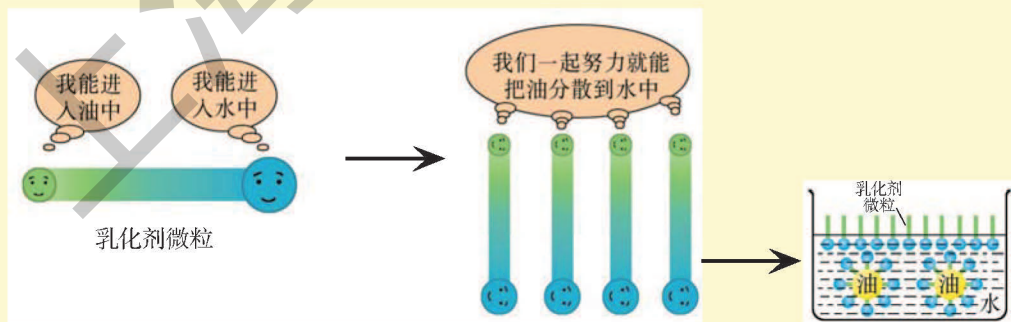 我能进
入油中
我能进
入水中
乳化剂微粒
我们一起努力就能
把油分散到水中
乳化剂
微粒
油
油
水